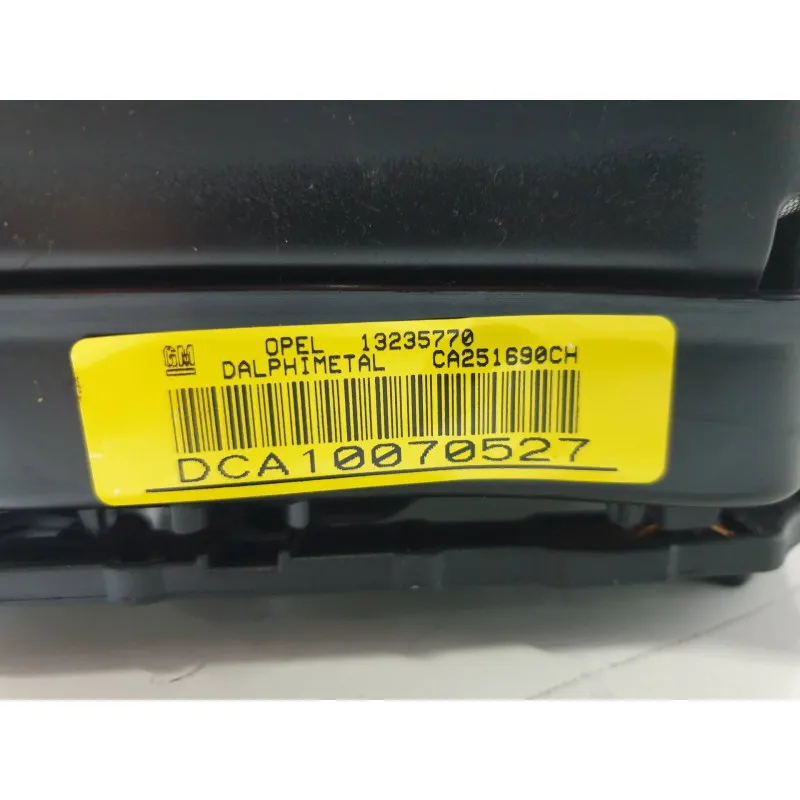 GM OPEL 13235770
DALPHIMETAL CA251690CH
DCA10070527